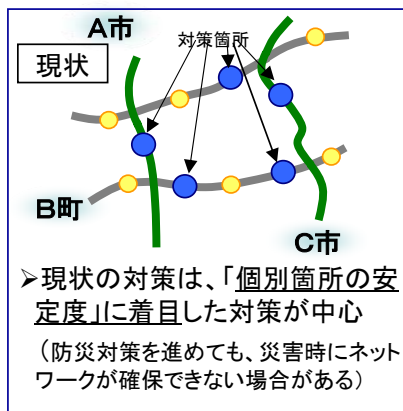 A市
対策箇所
現状
B町
C市
➢現状の対策は、「個別箇所の安
定度」に着目した対策が中心
（防災対策を進めても、災害時にネット
ワークが確保できない場合がある）